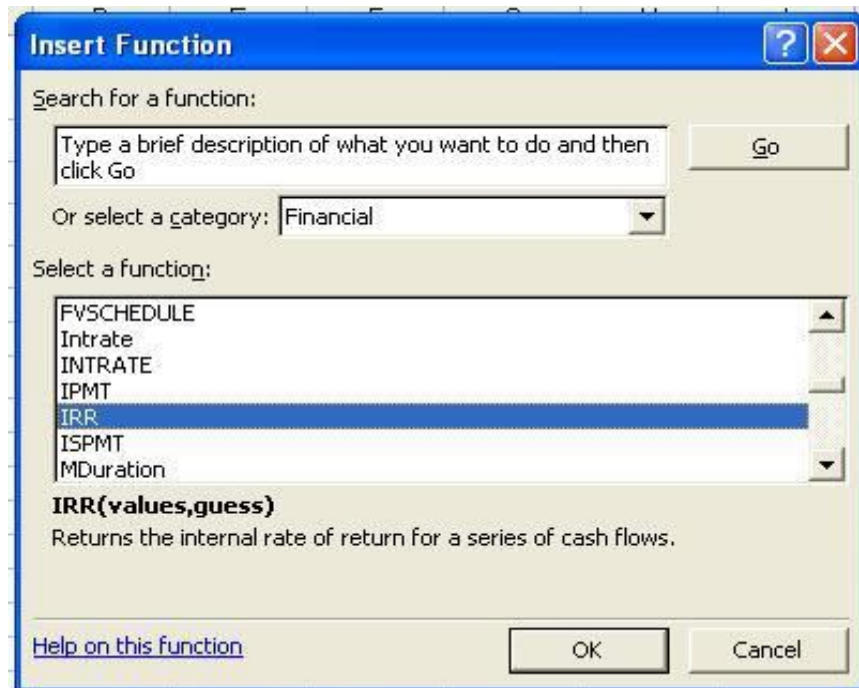 Insert Function
Search for a function:
Type a brief description of what you want to do and then
click Go
Go
Or select a category: Financial
Select a function:
FVSCHEDULE
Intrate
INTRATE
IPMT
IRR
ISPMT
MDuration
IRR(values,guess)
Returns the internal rate of return for a series of cash flows.
Help on this function
OK
Cancel